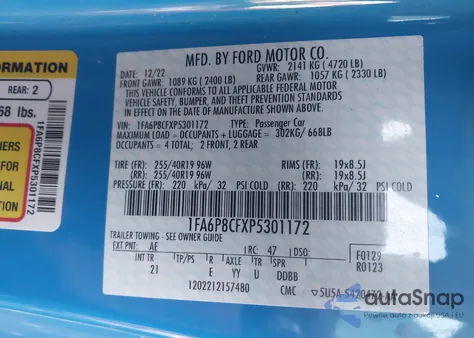 FORMATION
REAR: 2
68 lbs.
1FA6P8CFXP5301172
MFD. BY FORD MOTOR CO.
12/22
GVWR: 2141 KG ( 4720 LB)
FRONT GAWR: 1089 KG ( 2400 LB)
REAR GAWR: 1057 KG ( 2330 LB)
THIS VEHICLE CONFORMS TO ALL APPLICABLE FEDERAL MOTOR
VEHICLE SAFETY, BUMPER, AND THEFT PREVENTION STANDARDS IN
EFFECT ON THE DATE OF MANUFACTURE SHOWN ABOVE.
VIN: 1FA6P8CFXP5301172 TYPE: Passenger Car
MAXIMUM LOAD = OCCUPANTS + LUGGAGE = 302KG / 668LB
OCCUPANTS = 4 TOTAL; 2 FRONT, 2 REAR
TIRE (FR): 255/40R19 96W RIMS (FR): 19x8.5J
TIRE (RR): 255/40R19 96W RIMS (RR): 19x8.5J
PRESSURE (FR): 220 kPa/ 32 PSI COLD (RR): 220 kPa/ 32 PSI COLD
1FA6P8CFXP5301172
TRAILER TOWING - SEE OWNER GUIDE
EXT PNT: AE RC: 47 DSO: F0129
INT TR TP/PS R AXLE TR SPR R0123
21 E YY U DDBB
1202212157480 CMC
autoSnap